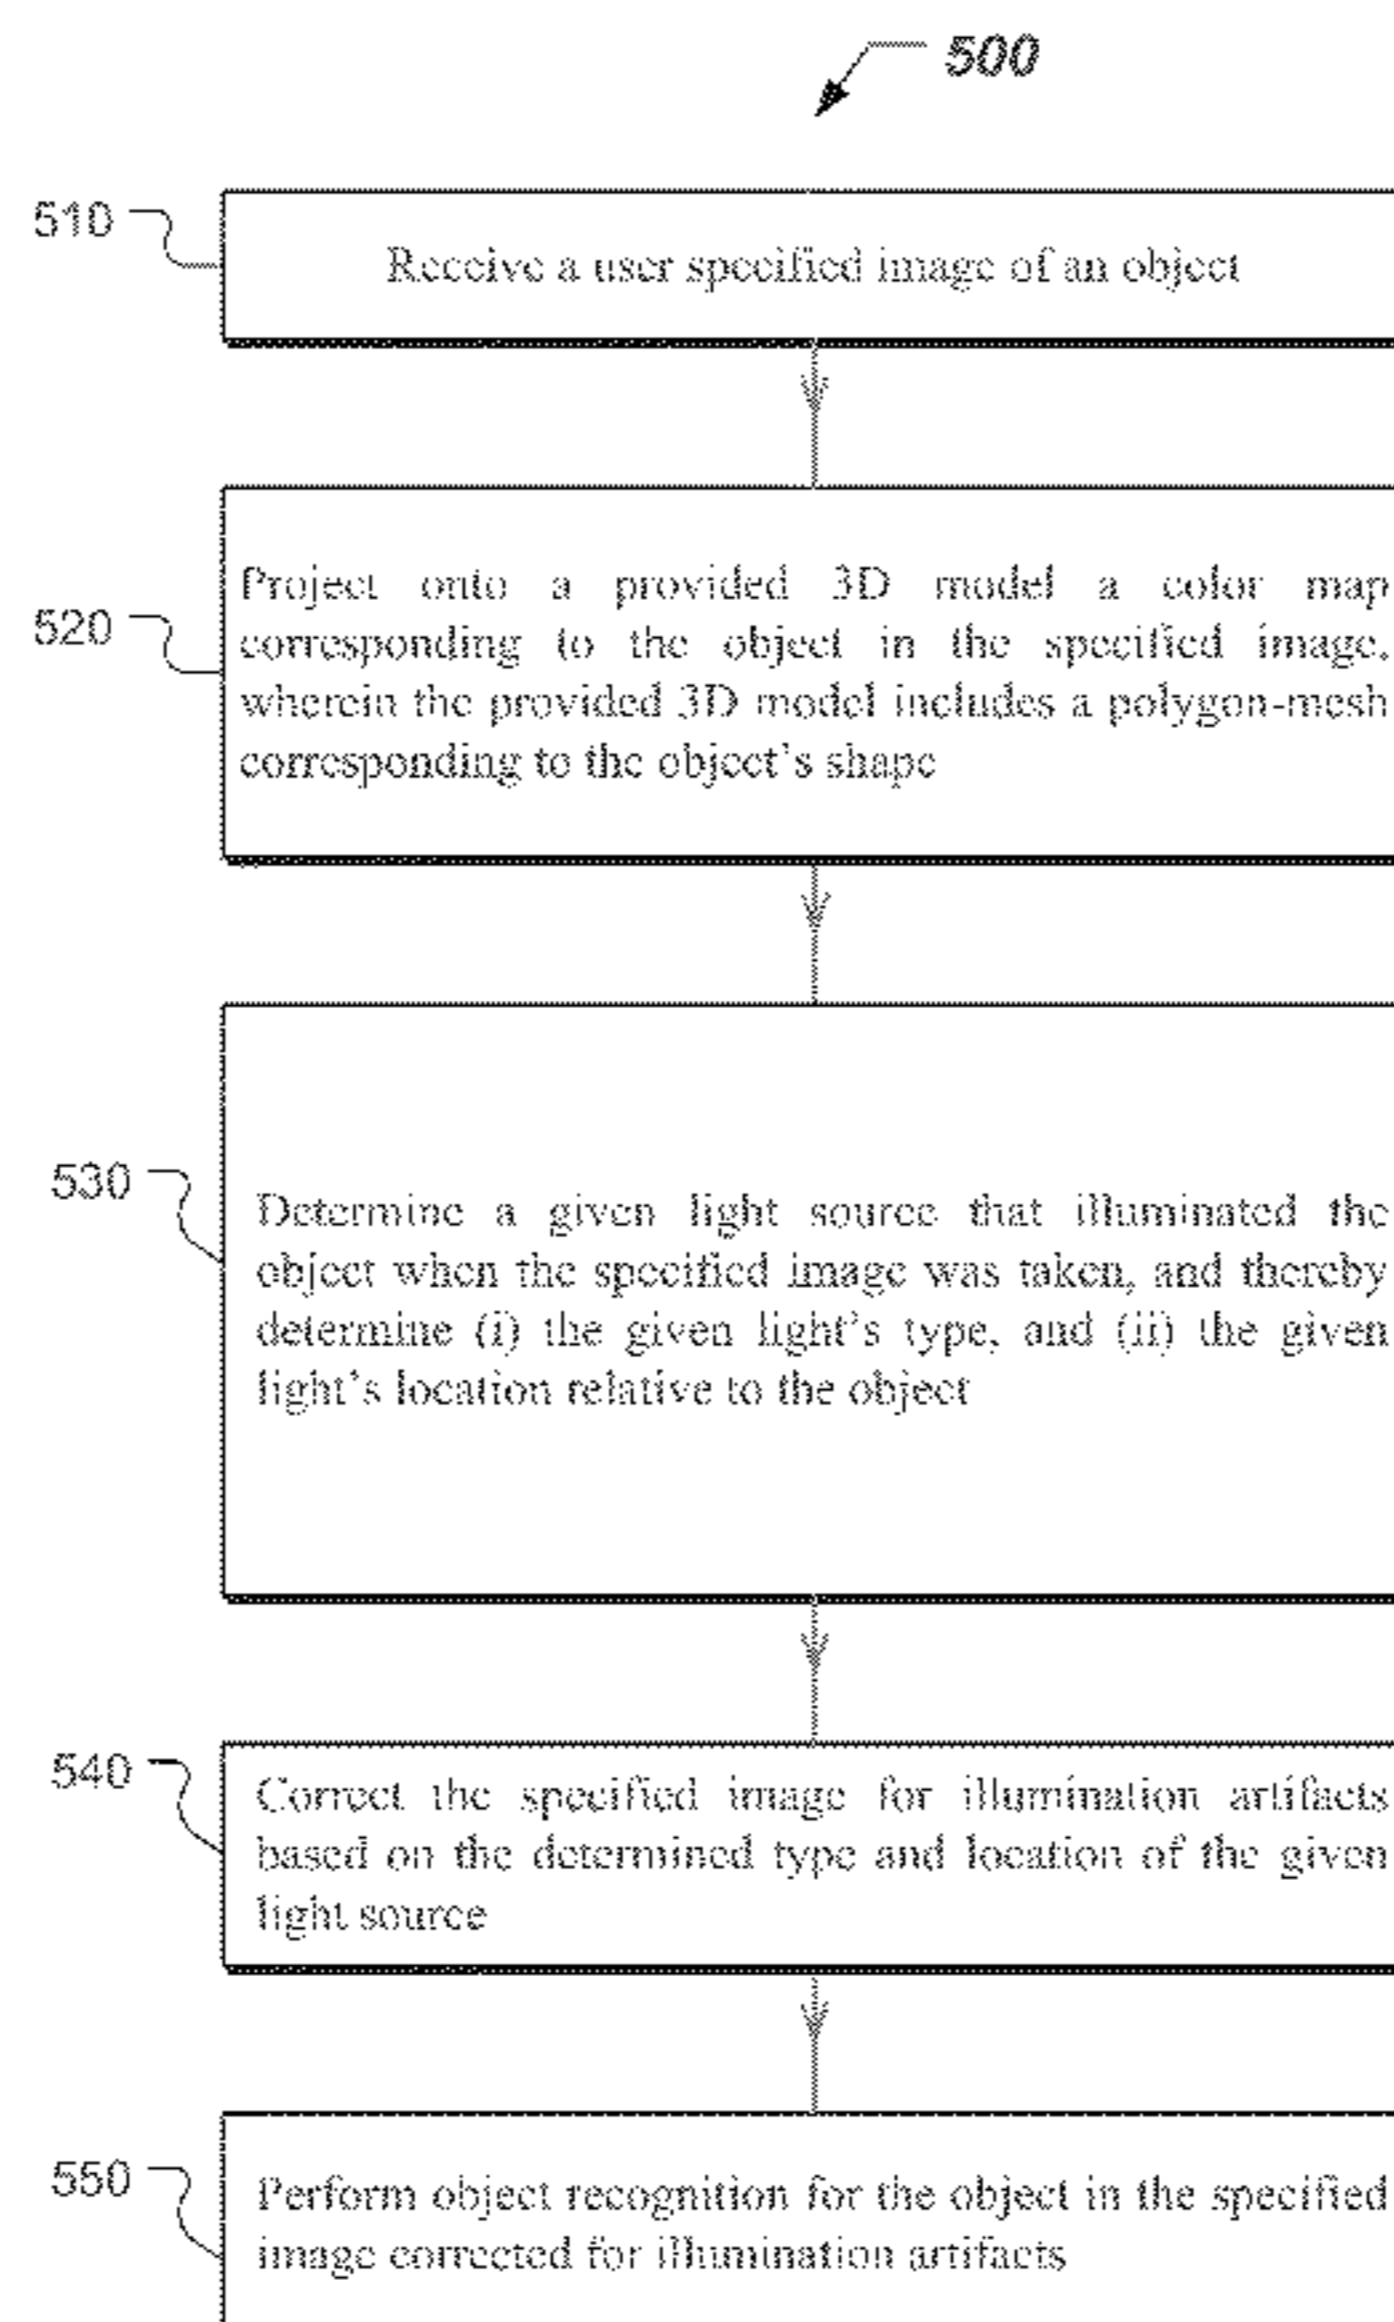 500
510
Receive a user specified image of an object
520
Project onto a provided 3D model a color map
corresponding to the object in the specified image,
wherein the provided 3D model includes a polygon-mesh
corresponding to the object's shape
530
Determine a given light source that illuminated the
object when the specified image was taken, and thereby
determine (i) the given light's type, and (ii) the given
light's location relative to the object
540
Correct the specified image for illumination artifacts
based on the determined type and location of the given
light source
550
Perform object recognition for the object in the specified
image corrected for illumination artifacts